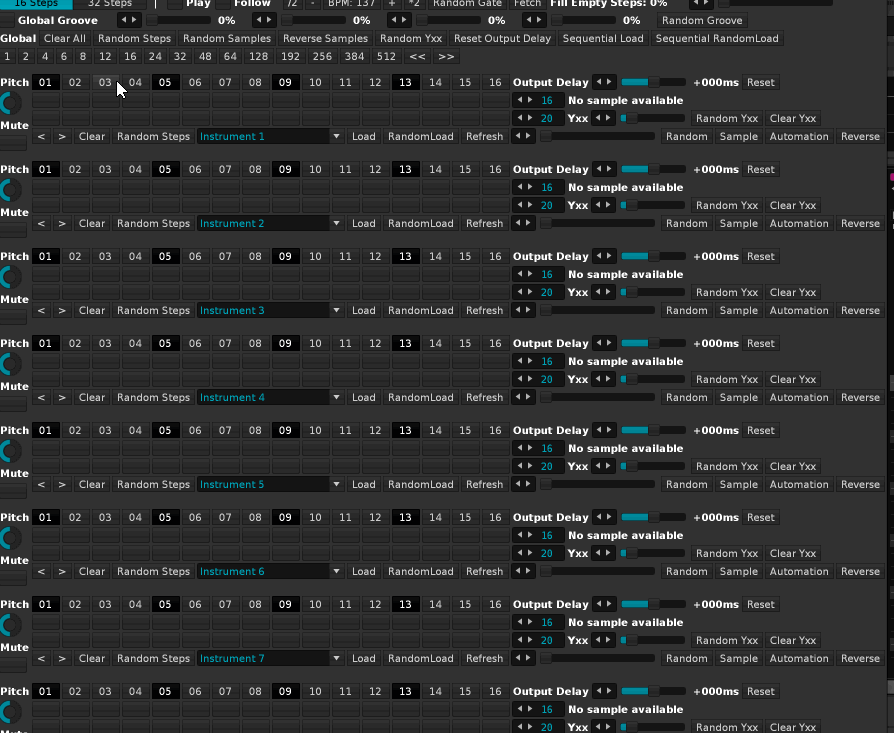 16 Steps 32 Steps Play Follow /2 - BPM: 137 + *2 Random Gate Fetch Fill Empty Steps: 0%
Global Groove 0% 0% 0% 0% Random Groove
Global Clear All Random Steps Random Samples Reverse Samples Random Yxx Reset Output Delay Sequential Load Sequential RandomLoad
1 2 4 6 8 12 16 24 32 48 64 128 192 256 384 512 << >>
Pitch 01 02 03 04 05 06 07 08 09 10 11 12 13 14 15 16 Output Delay +000ms Reset
16 No sample available
Mute 20 Yxx Random Yxx Clear Yxx
< > Clear Random Steps Instrument 1 Load RandomLoad Refresh Random Sample Automation Reverse
Pitch 01 02 03 04 05 06 07 08 09 10 11 12 13 14 15 16 Output Delay +000ms Reset
16 No sample available
Mute 20 Yxx Random Yxx Clear Yxx
< > Clear Random Steps Instrument 2 Load RandomLoad Refresh Random Sample Automation Reverse
Pitch 01 02 03 04 05 06 07 08 09 10 11 12 13 14 15 16 Output Delay +000ms Reset
16 No sample available
Mute 20 Yxx Random Yxx Clear Yxx
< > Clear Random Steps Instrument 3 Load RandomLoad Refresh Random Sample Automation Reverse
Pitch 01 02 03 04 05 06 07 08 09 10 11 12 13 14 15 16 Output Delay +000ms Reset
16 No sample available
Mute 20 Yxx Random Yxx Clear Yxx
< > Clear Random Steps Instrument 4 Load RandomLoad Refresh Random Sample Automation Reverse
Pitch 01 02 03 04 05 06 07 08 09 10 11 12 13 14 15 16 Output Delay +000ms Reset
16 No sample available
Mute 20 Yxx Random Yxx Clear Yxx
< > Clear Random Steps Instrument 5 Load RandomLoad Refresh Random Sample Automation Reverse
Pitch 01 02 03 04 05 06 07 08 09 10 11 12 13 14 15 16 Output Delay +000ms Reset
16 No sample available
Mute 20 Yxx Random Yxx Clear Yxx
< > Clear Random Steps Instrument 6 Load RandomLoad Refresh Random Sample Automation Reverse
Pitch 01 02 03 04 05 06 07 08 09 10 11 12 13 14 15 16 Output Delay +000ms Reset
16 No sample available
Mute 20 Yxx Random Yxx Clear Yxx
< > Clear Random Steps Instrument 7 Load RandomLoad Refresh Random Sample Automation Reverse
Pitch 01 02 03 04 05 06 07 08 09 10 11 12 13 14 15 16 Output Delay +000ms Reset
16 No sample available
20 Yxx Random Yxx Clear Yxx